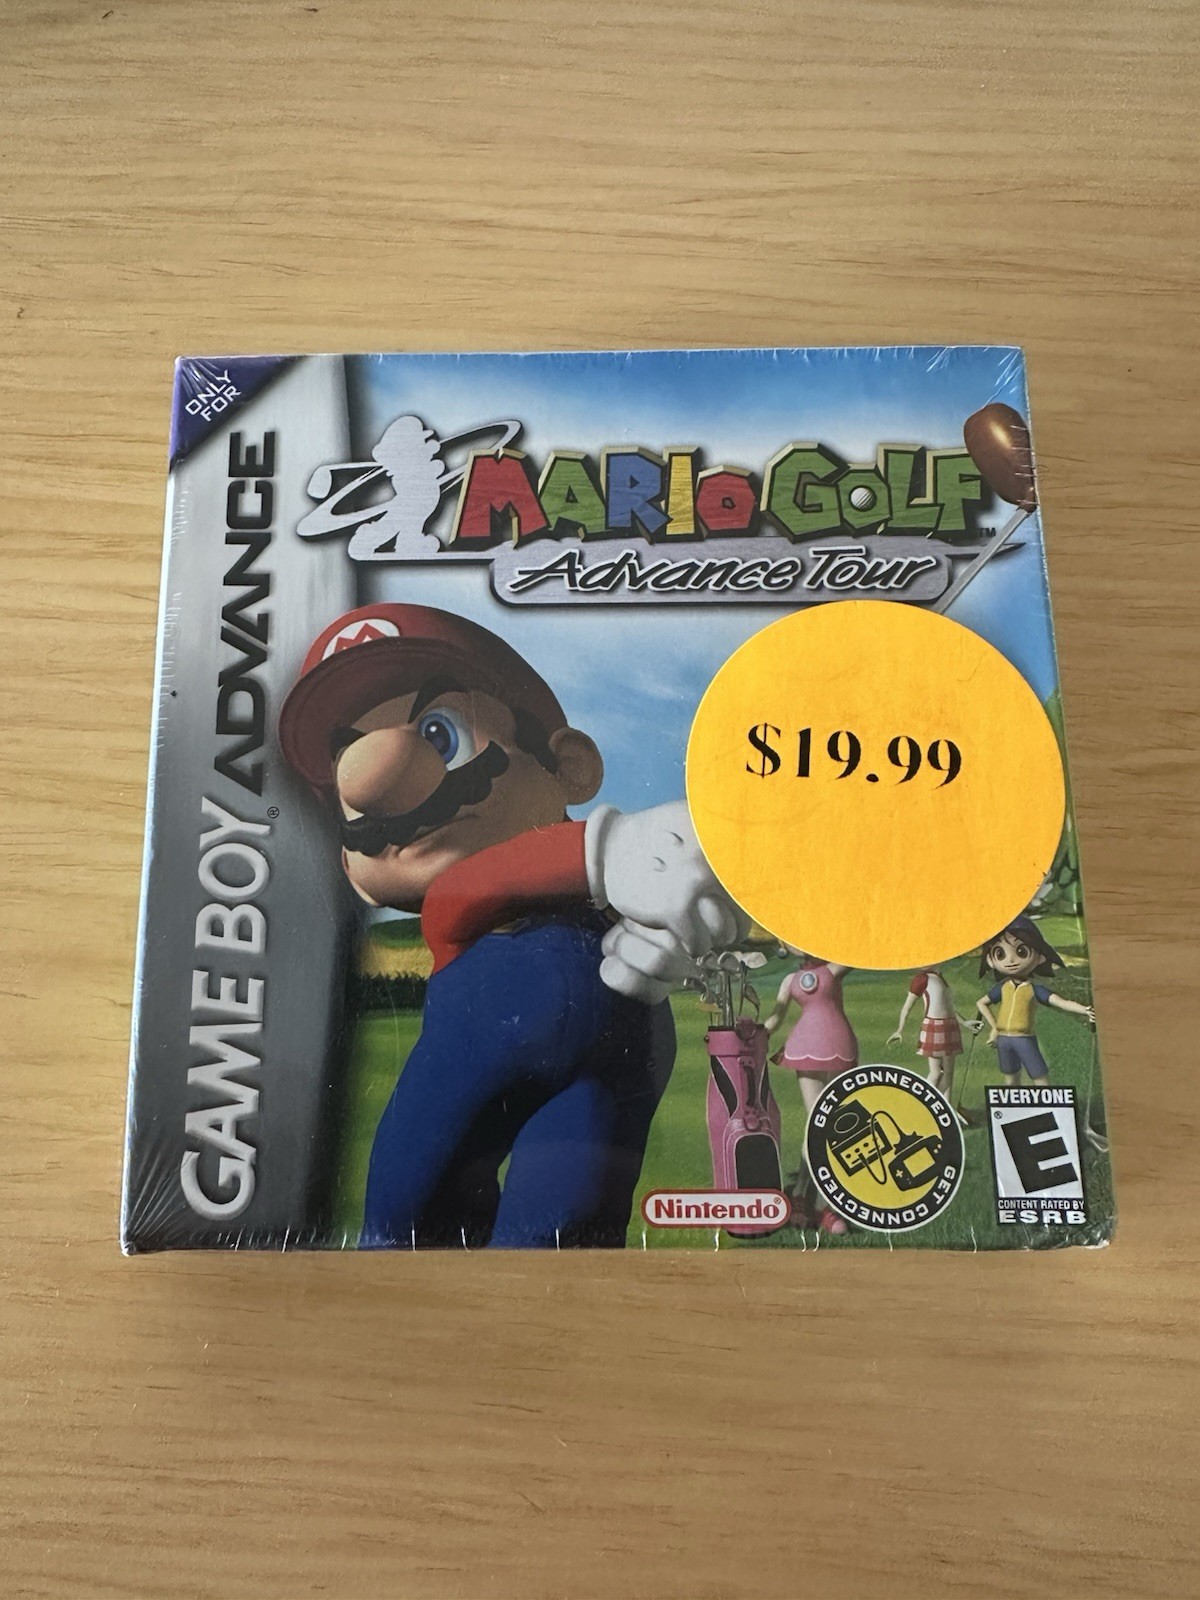 ONLY
FOR
GAME BOY ADVANCE
®
MARIO GOLF
™
Advance Tour
$19.99
Nintendo®
GET CONNECTED
GET CONNECTED
EVERYONE
E
®
CONTENT RATED BY
ESRB